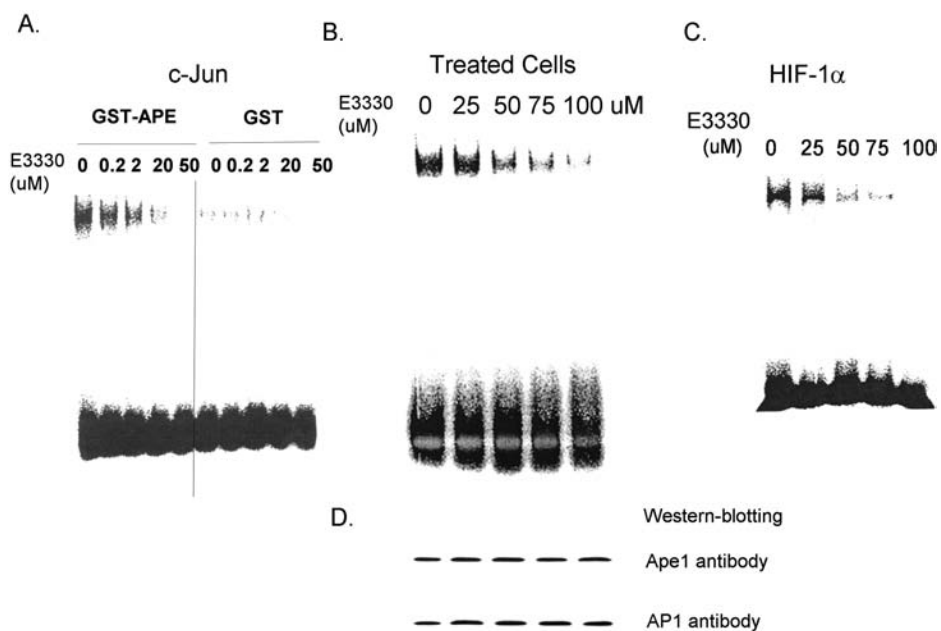 A.
c-Jun
GST-APE GST
E3330 (uM) 0 0.2 2 20 50 0 0.2 2 20 50
B.
Treated Cells
E3330 (uM) 0 25 50 75 100 uM
C.
HIF-1α
E3330 (uM) 0 25 50 75 100
D.
Western-blotting
Ape1 antibody
AP1 antibody